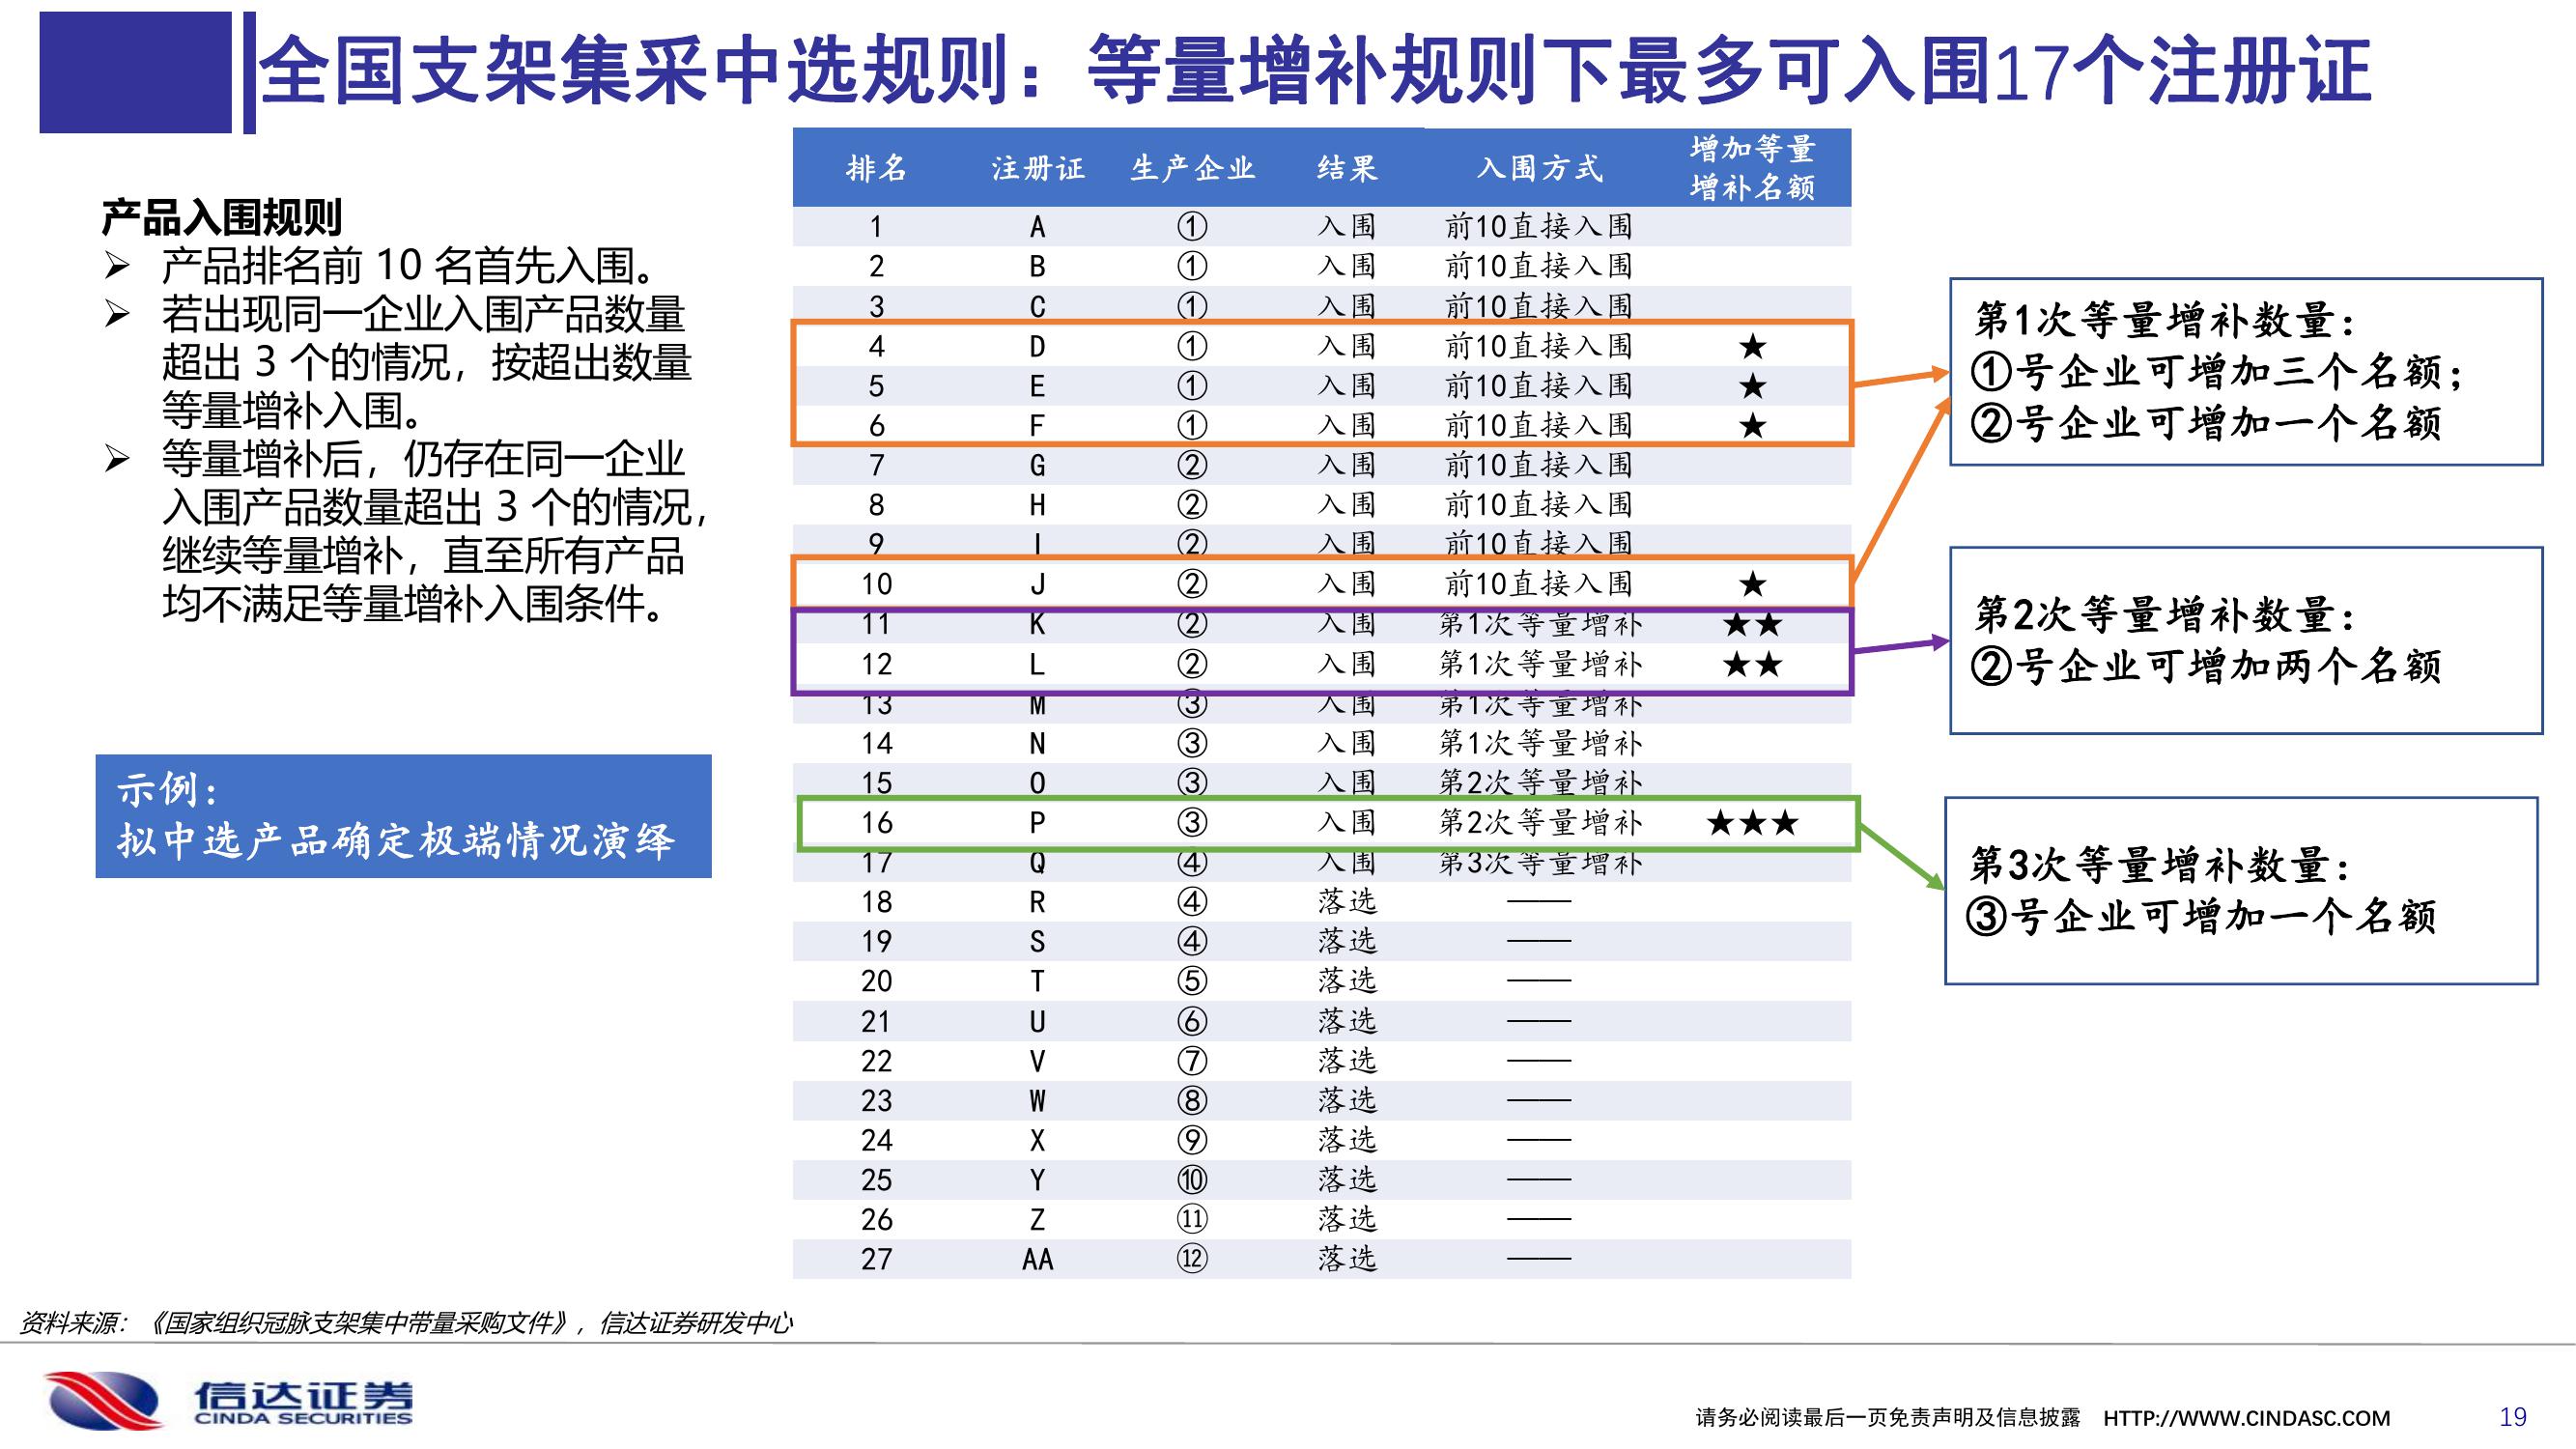 全国支架集采中选规则：等量增补规则下最多可入围17个注册证
产品入围规则
➢ 产品排名前 10 名首先入围。
➢ 若出现同一企业入围产品数量
超出 3 个的情况，按超出数量
等量增补入围。
➢ 等量增补后，仍存在同一企业
入围产品数量超出 3 个的情况，
继续等量增补，直至所有产品
均不满足等量增补入围条件。
示例：
拟中选产品确定极端情况演绎
排名 注册证 生产企业 结果 入围方式 增加等量
增补名额
1 A ① 入围 前10直接入围
2 B ① 入围 前10直接入围
3 C ① 入围 前10直接入围
4 D ① 入围 前10直接入围 ★
5 E ① 入围 前10直接入围 ★
6 F ① 入围 前10直接入围 ★
7 G ② 入围 前10直接入围
8 H ② 入围 前10直接入围
9 I ② 入围 前10直接入围
10 J ② 入围 前10直接入围 ★
11 K ② 入围 第1次等量增补 ★★
12 L ② 入围 第1次等量增补 ★★
13 M ③ 入围 第1次等量增补
14 N ③ 入围 第1次等量增补
15 O ③ 入围 第2次等量增补
16 P ③ 入围 第2次等量增补 ★★★
17 Q ④ 入围 第3次等量增补
18 R ④ 落选 ——
19 S ④ 落选 ——
20 T ⑤ 落选 ——
21 U ⑥ 落选 ——
22 V ⑦ 落选 ——
23 W ⑧ 落选 ——
24 X ⑨ 落选 ——
25 Y ⑩ 落选 ——
26 Z ⑪ 落选 ——
27 AA ⑫ 落选 ——
第1次等量增补数量：
①号企业可增加三个名额；
②号企业可增加一个名额
第2次等量增补数量：
②号企业可增加两个名额
第3次等量增补数量：
③号企业可增加一个名额
资料来源：《国家组织冠脉支架集中带量采购文件》，信达证券研发中心
信达证券
CINDA SECURITIES
请务必阅读最后一页免责声明及信息披露 HTTP://WWW.CINDASC.COM 19